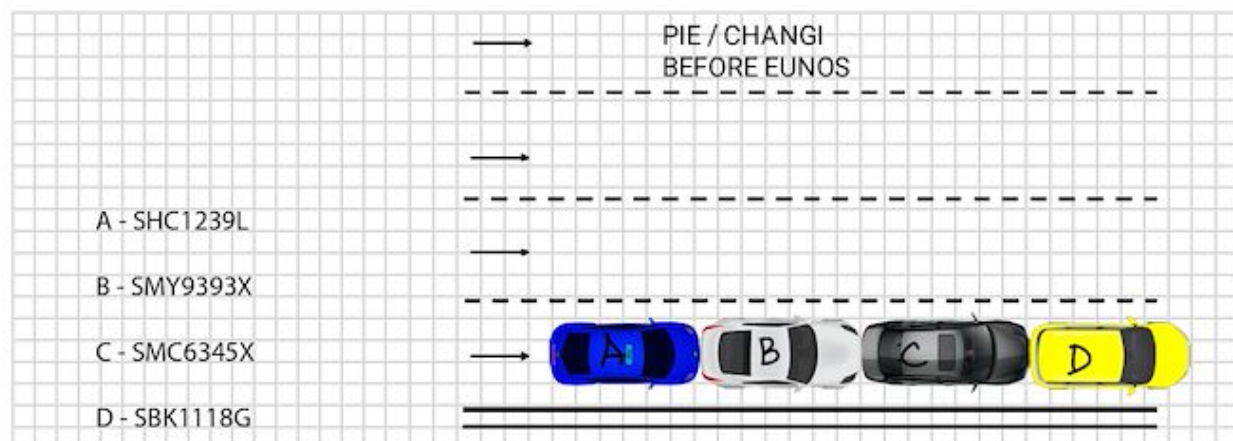 PIE / CHANGI
BEFORE EUNOS
A - SHC1239L
B - SMY9393X
C - SMC6345X
D - SBK1118G
A B C D